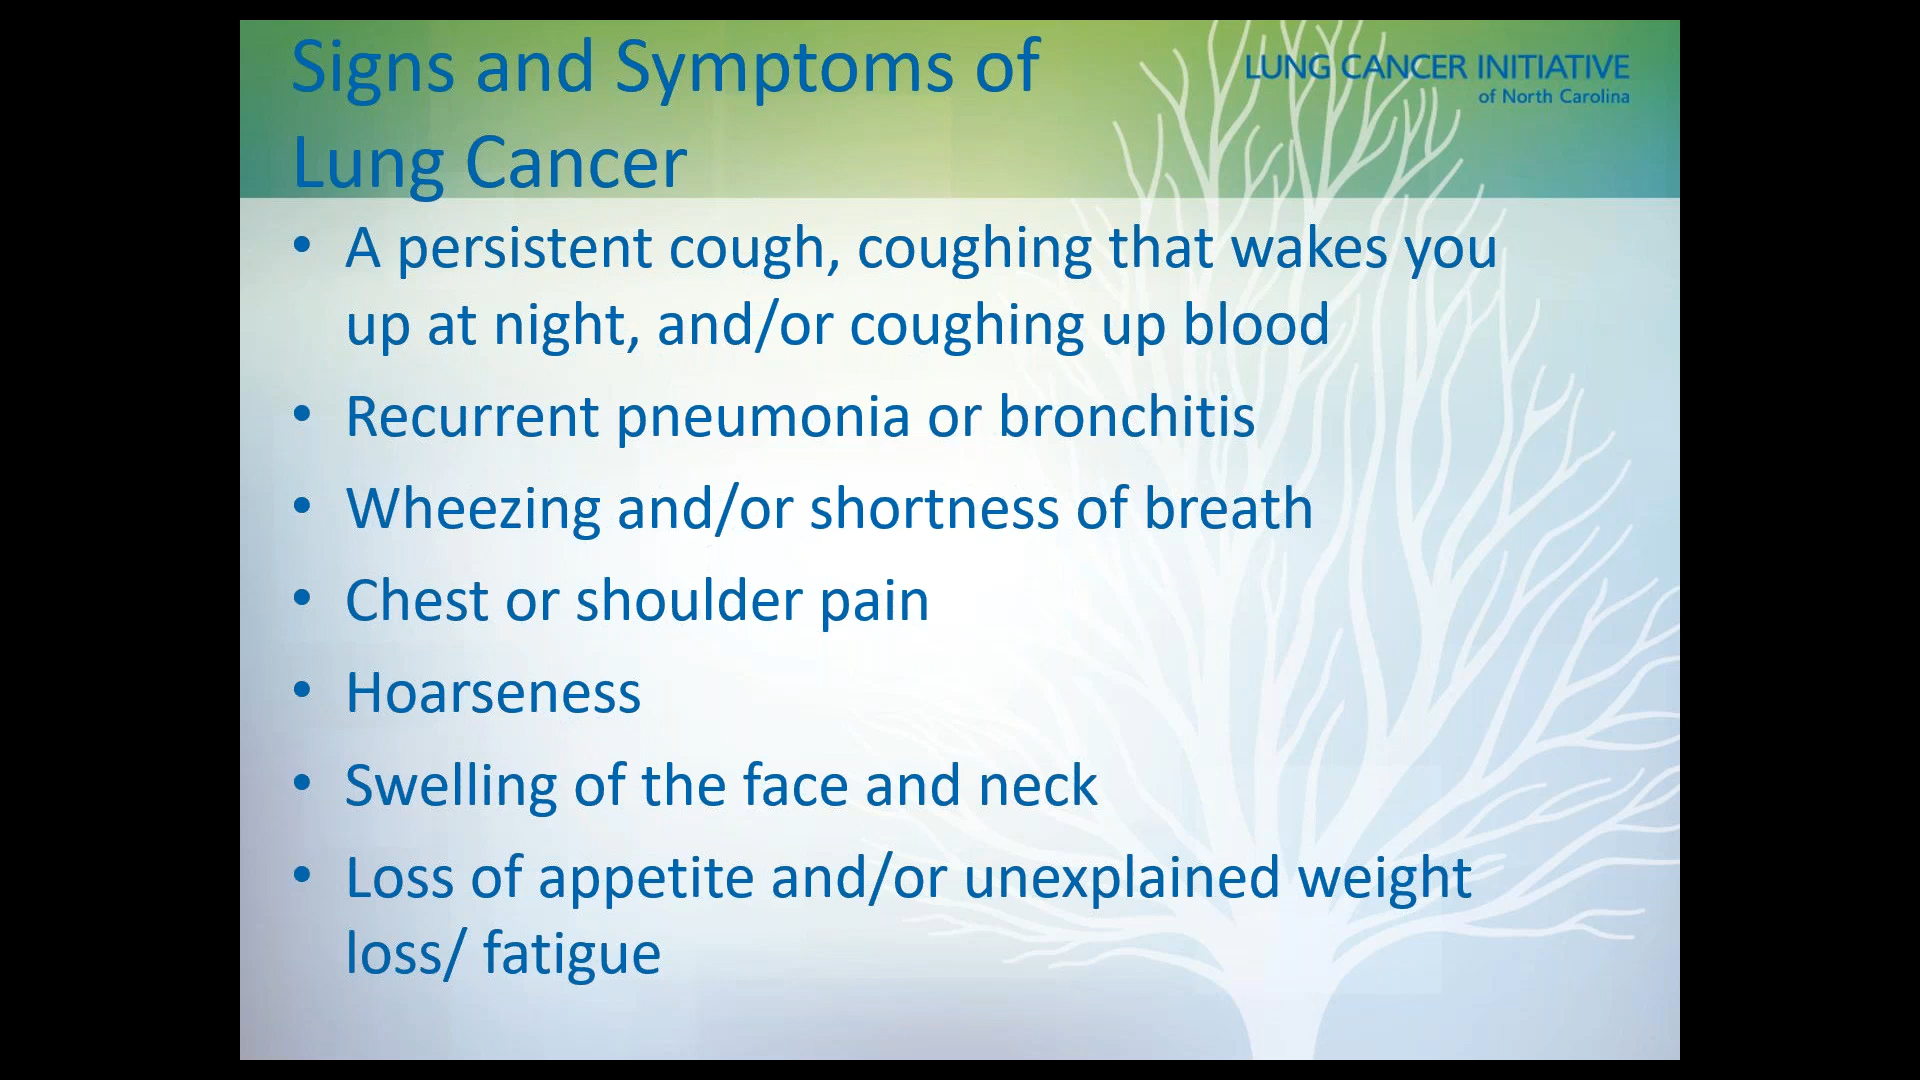 Signs and Symptoms of
Lung Cancer
LUNG CANCER INITIATIVE
of North Carolina
• A persistent cough, coughing that wakes you
up at night, and/or coughing up blood
• Recurrent pneumonia or bronchitis
• Wheezing and/or shortness of breath
• Chest or shoulder pain
• Hoarseness
• Swelling of the face and neck
• Loss of appetite and/or unexplained weight
loss/ fatigue